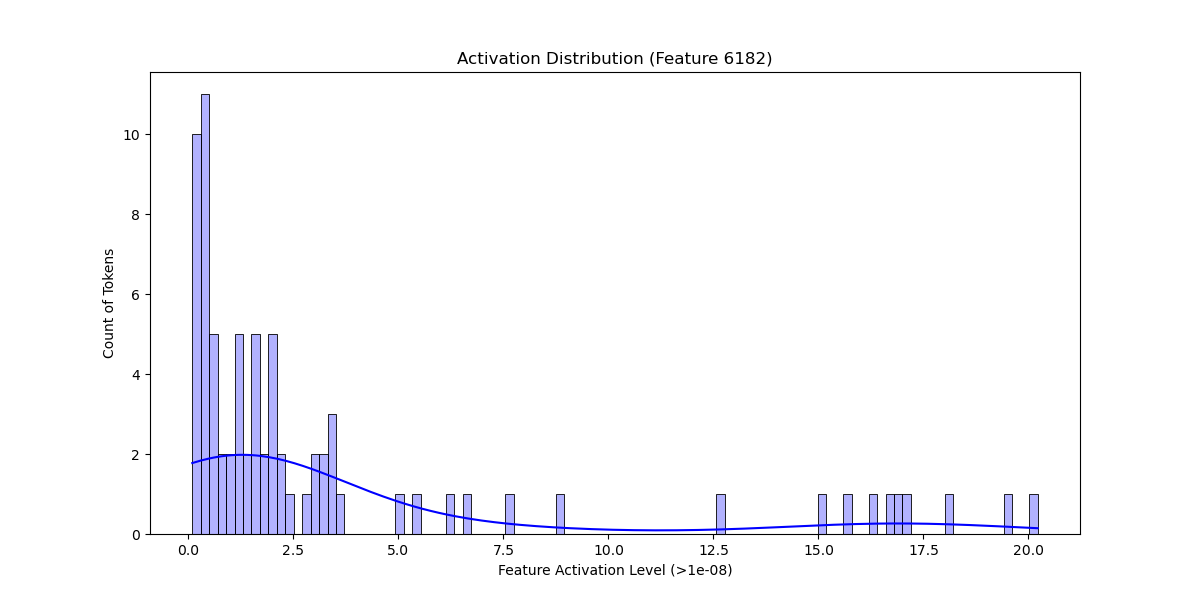 Activation Distribution (Feature 6182)
Count of Tokens
10
8
6
4
2
0
0.0 2.5 5.0 7.5 10.0 12.5 15.0 17.5 20.0
Feature Activation Level (>1e-08)